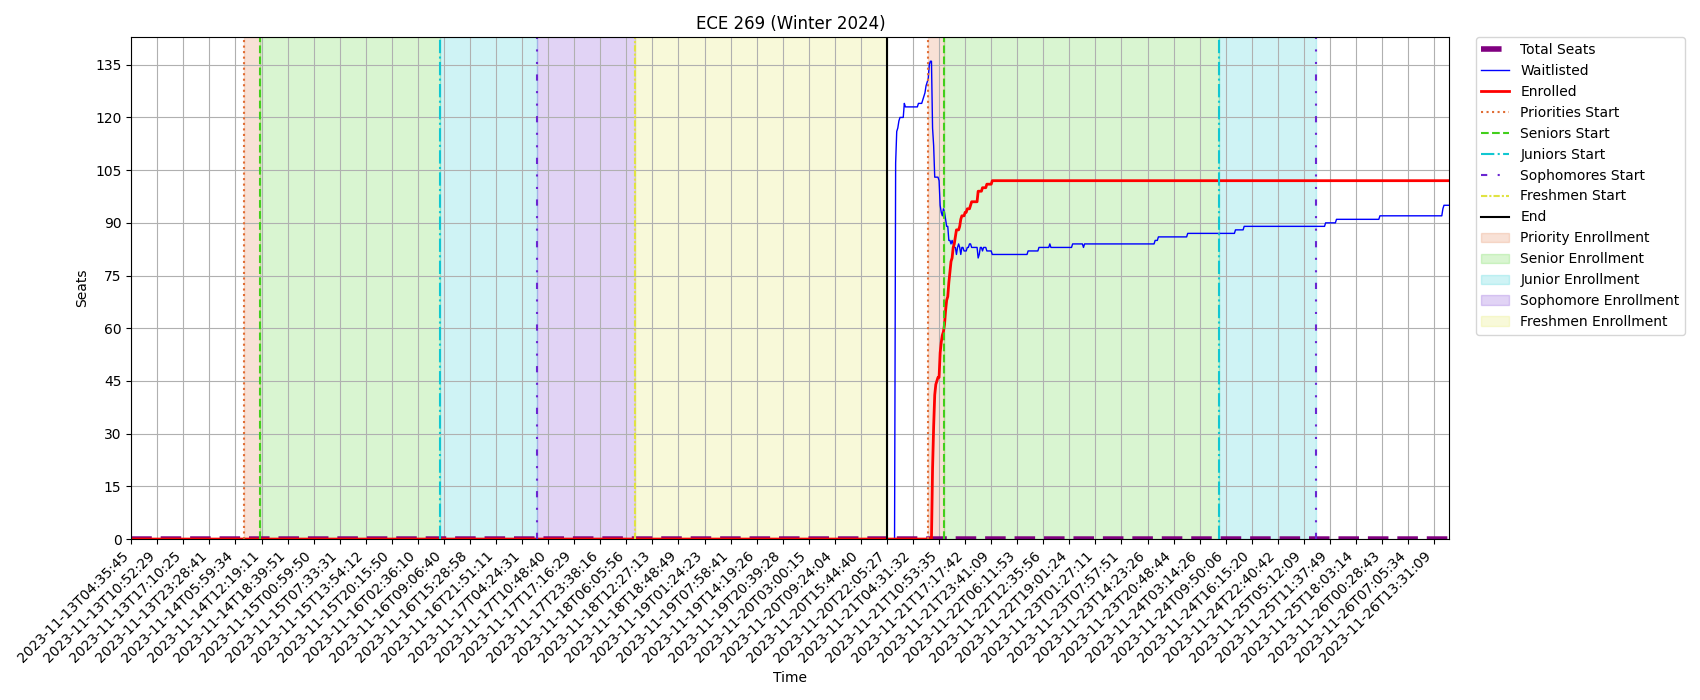 ECE 269 (Winter 2024)
Seats
135
120
105
90
75
60
45
30
15
0
2023-11-13T04:35:45
2023-11-13T10:52:29
2023-11-13T17:10:25
2023-11-13T23:28:41
2023-11-14T05:59:34
2023-11-14T12:19:11
2023-11-14T18:39:51
2023-11-15T00:59:50
2023-11-15T07:33:31
2023-11-15T13:54:12
2023-11-15T20:15:50
2023-11-16T02:36:10
2023-11-16T09:06:40
2023-11-16T15:28:58
2023-11-16T21:51:11
2023-11-17T04:24:31
2023-11-17T10:48:40
2023-11-17T17:16:29
2023-11-17T23:38:16
2023-11-18T06:05:56
2023-11-18T12:27:13
2023-11-18T18:48:49
2023-11-19T01:24:23
2023-11-19T07:58:41
2023-11-19T14:19:26
2023-11-19T20:39:28
2023-11-20T03:00:15
2023-11-20T09:24:04
2023-11-20T15:44:40
2023-11-20T22:05:27
2023-11-21T04:31:32
2023-11-21T10:53:35
2023-11-21T17:17:42
2023-11-21T23:41:09
2023-11-22T06:11:53
2023-11-22T12:35:56
2023-11-22T19:01:24
2023-11-23T01:27:11
2023-11-23T07:57:51
2023-11-23T14:23:26
2023-11-23T20:48:44
2023-11-24T03:14:26
2023-11-24T09:50:06
2023-11-24T16:15:20
2023-11-24T22:40:42
2023-11-25T05:12:09
2023-11-25T11:37:49
2023-11-25T18:03:14
2023-11-26T00:28:43
2023-11-26T07:05:34
2023-11-26T13:31:09
Time
Total Seats
Waitlisted
Enrolled
Priorities Start
Seniors Start
Juniors Start
Sophomores Start
Freshmen Start
End
Priority Enrollment
Senior Enrollment
Junior Enrollment
Sophomore Enrollment
Freshmen Enrollment